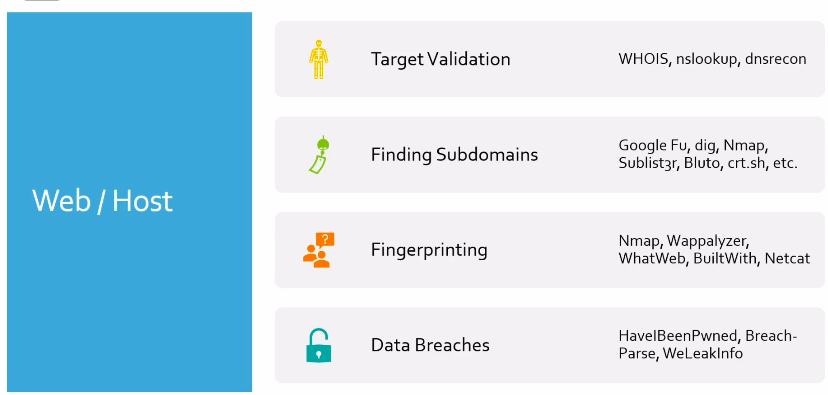 Web / Host
Target Validation
WHOIS, nslookup, dnsrecon
Finding Subdomains
Google Fu, dig, Nmap,
Sublist3r, Bluto, crt.sh, etc.
?
Fingerprinting
Nmap, Wappalyzer,
WhatWeb, BuiltWith, Netcat
Data Breaches
HaveIBeenPwned, Breach-
Parse, WeLeakInfo